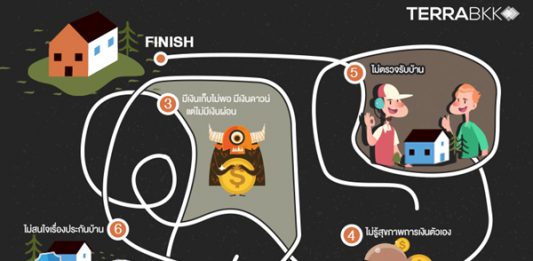 TERRABKK
FINISH
5
ไม่ตรวจรับบ้าน
3
มีเงินเก็บไม่พอ มีเงินดาวน์
แต่ไม่มีเงินผ่อน
ไม่สนใจเรื่องประกันบ้าน
6
4
ไม่รู้สุขภาพการเงินตัวเอง
$
$